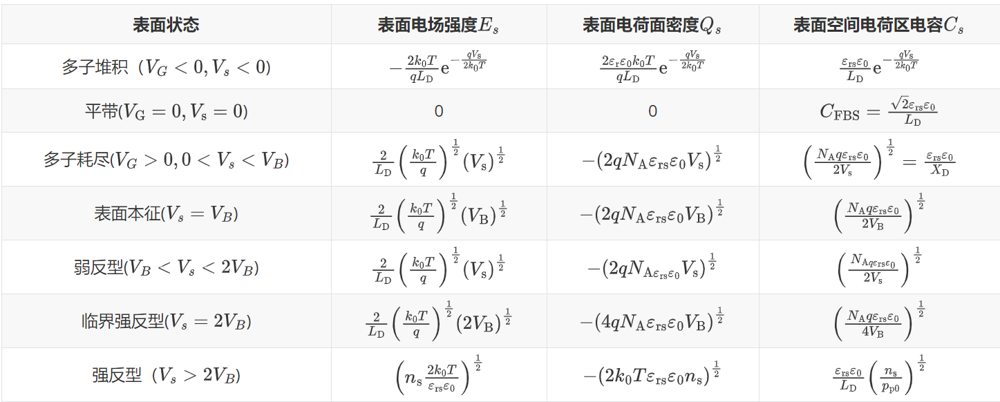 表面状态 表面电场强度$E_s$ 表面电荷面密度$Q_s$ 表面空间电荷区电容$C_s$
多子堆积（$V_G < 0, V_s < 0$) $-\frac{2k_0T}{qL_{\mathrm{D}}}\mathrm{e}^{-\frac{qV_{\mathrm{s}}}{2k_0T}}$ $\frac{2\varepsilon_{\mathrm{r}}\varepsilon_0k_0T}{qL_{\mathrm{D}}}\mathrm{e}^{-\frac{qV_{\mathrm{s}}}{2k_0T}}$ $\frac{\varepsilon_{\mathrm{rs}}\varepsilon_0}{L_{\mathrm{D}}}\mathrm{e}^{-\frac{qV_{\mathrm{s}}}{2k_0T}}$
平带($V_{\mathrm{G}} = 0, V_{\mathrm{s}} = 0$) 0 0 $C_{\mathrm{FBS}} = \frac{\sqrt{2}\varepsilon_{\mathrm{rs}}\varepsilon_0}{L_{\mathrm{D}}}$
多子耗尽($V_G > 0, 0 < V_s < V_B$) $\frac{2}{L_{\mathrm{D}}}\left(\frac{k_0T}{q}\right)^{\frac{1}{2}}(V_{\mathrm{s}})^{\frac{1}{2}}$ $-(2qN_{\mathrm{A}}\varepsilon_{\mathrm{rs}}\varepsilon_0V_{\mathrm{s}})^{\frac{1}{2}}$ $\left(\frac{N_{\mathrm{A}}q\varepsilon_{\mathrm{rs}}\varepsilon_0}{2V_{\mathrm{s}}}\right)^{\frac{1}{2}} = \frac{\varepsilon_{\mathrm{rs}}\varepsilon_0}{X_{\mathrm{D}}}$
表面本征($V_s = V_B$) $\frac{2}{L_{\mathrm{D}}}\left(\frac{k_0T}{q}\right)^{\frac{1}{2}}(V_{\mathrm{B}})^{\frac{1}{2}}$ $-(2qN_{\mathrm{A}}\varepsilon_{\mathrm{rs}}\varepsilon_0V_{\mathrm{B}})^{\frac{1}{2}}$ $\left(\frac{N_{\mathrm{A}}q\varepsilon_{\mathrm{rs}}\varepsilon_0}{2V_{\mathrm{B}}}\right)^{\frac{1}{2}}$
弱反型($V_B < V_s < 2V_B$) $\frac{2}{L_{\mathrm{D}}}\left(\frac{k_0T}{q}\right)^{\frac{1}{2}}(V_{\mathrm{s}})^{\frac{1}{2}}$ $-(2qN_{\mathrm{A}\varepsilon_{\mathrm{rs}}\varepsilon_0}V_{\mathrm{s}})^{\frac{1}{2}}$ $\left(\frac{N_{\mathrm{A}q\varepsilon_{\mathrm{rs}}\varepsilon_0}}{2V_{\mathrm{s}}}\right)^{\frac{1}{2}}$
临界强反型($V_s = 2V_B$) $\frac{2}{L_{\mathrm{D}}}\left(\frac{k_0T}{q}\right)^{\frac{1}{2}}(2V_{\mathrm{B}})^{\frac{1}{2}}$ $-(4qN_{\mathrm{A}}\varepsilon_{\mathrm{rs}}\varepsilon_0V_{\mathrm{B}})^{\frac{1}{2}}$ $\left(\frac{N_{\mathrm{A}}q\varepsilon_{\mathrm{rs}}\varepsilon_0}{4V_{\mathrm{B}}}\right)^{\frac{1}{2}}$
强反型（$V_s > 2V_B$) $\left(n_{\mathrm{s}}\frac{2k_0T}{\varepsilon_{\mathrm{rs}}\varepsilon_0}\right)^{\frac{1}{2}}$ $-(2k_0T\varepsilon_{\mathrm{rs}}\varepsilon_0n_{\mathrm{s}})^{\frac{1}{2}}$ $\frac{\varepsilon_{\mathrm{rs}}\varepsilon_0}{L_{\mathrm{D}}}\left(\frac{n_{\mathrm{s}}}{p_{\mathrm{p}0}}\right)^{\frac{1}{2}}$